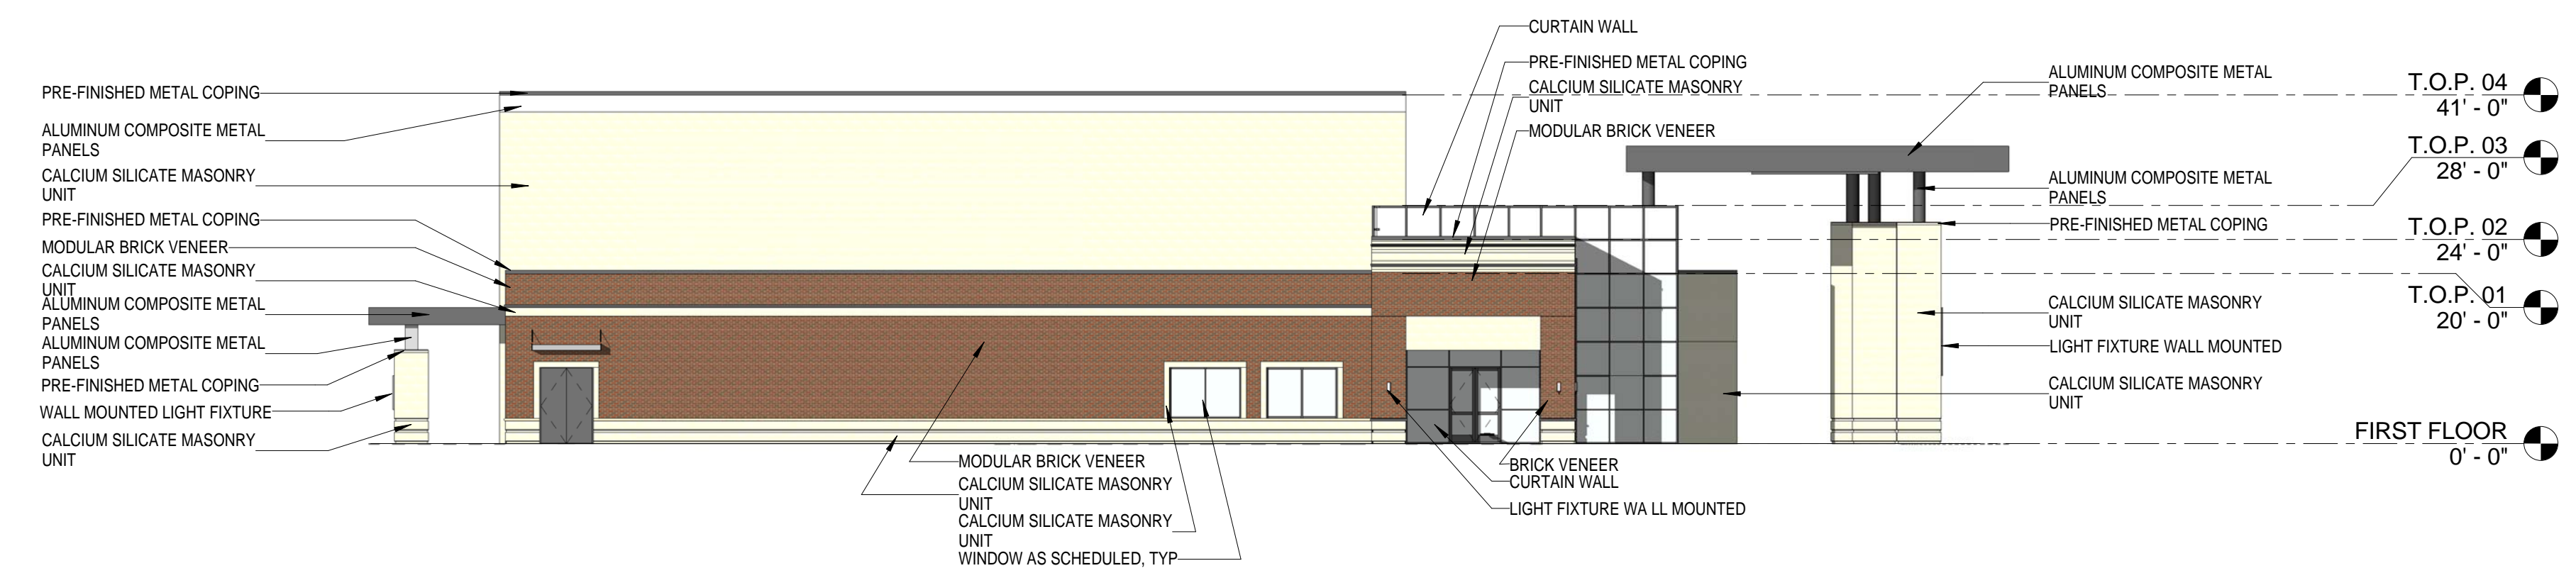 PRE-FINISHED METAL COPING
ALUMINUM COMPOSITE METAL
PANELS
CALCIUM SILICATE MASONRY
UNIT
PRE-FINISHED METAL COPING
MODULAR BRICK VENEER
CALCIUM SILICATE MASONRY
UNIT
ALUMINUM COMPOSITE METAL
PANELS
ALUMINUM COMPOSITE METAL
PANELS
PRE-FINISHED METAL COPING
WALL MOUNTED LIGHT FIXTURE
CALCIUM SILICATE MASONRY
UNIT
MODULAR BRICK VENEER
CALCIUM SILICATE MASONRY
UNIT
CALCIUM SILICATE MASONRY
UNIT
WINDOW AS SCHEDULED, TYP
CURTAIN WALL
PRE-FINISHED METAL COPING
CALCIUM SILICATE MASONRY
UNIT
MODULAR BRICK VENEER
BRICK VENEER
CURTAIN WALL
LIGHT FIXTURE WA LL MOUNTED
ALUMINUM COMPOSITE METAL
PANELS
ALUMINUM COMPOSITE METAL
PANELS
PRE-FINISHED METAL COPING
CALCIUM SILICATE MASONRY
UNIT
LIGHT FIXTURE WALL MOUNTED
CALCIUM SILICATE MASONRY
UNIT
T.O.P. 04
41' - 0"
T.O.P. 03
28' - 0"
T.O.P. 02
24' - 0"
T.O.P. 01
20' - 0"
FIRST FLOOR
0' - 0"